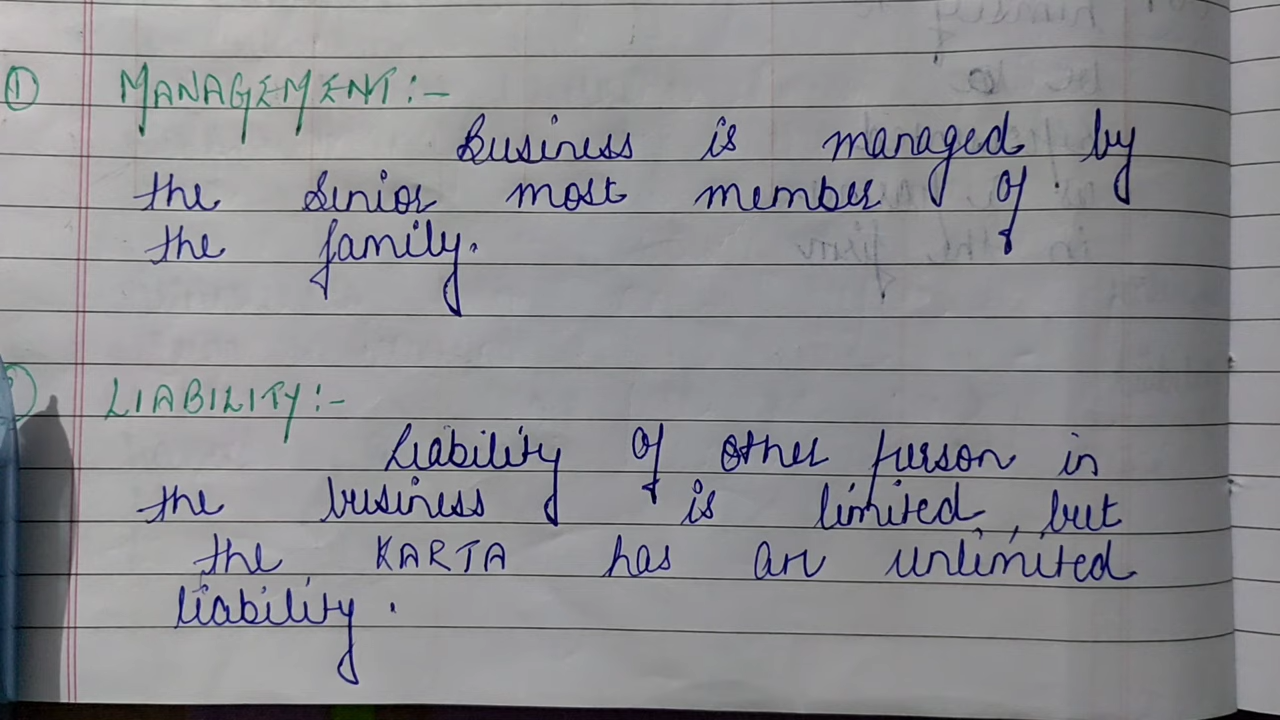 ① MANAGEMENT:-
Business is managed by
the senior most member of
the family.
LIABILITY:-
Liability of other person in
the business is limited, but
the KARTA has an unlimited
liability.